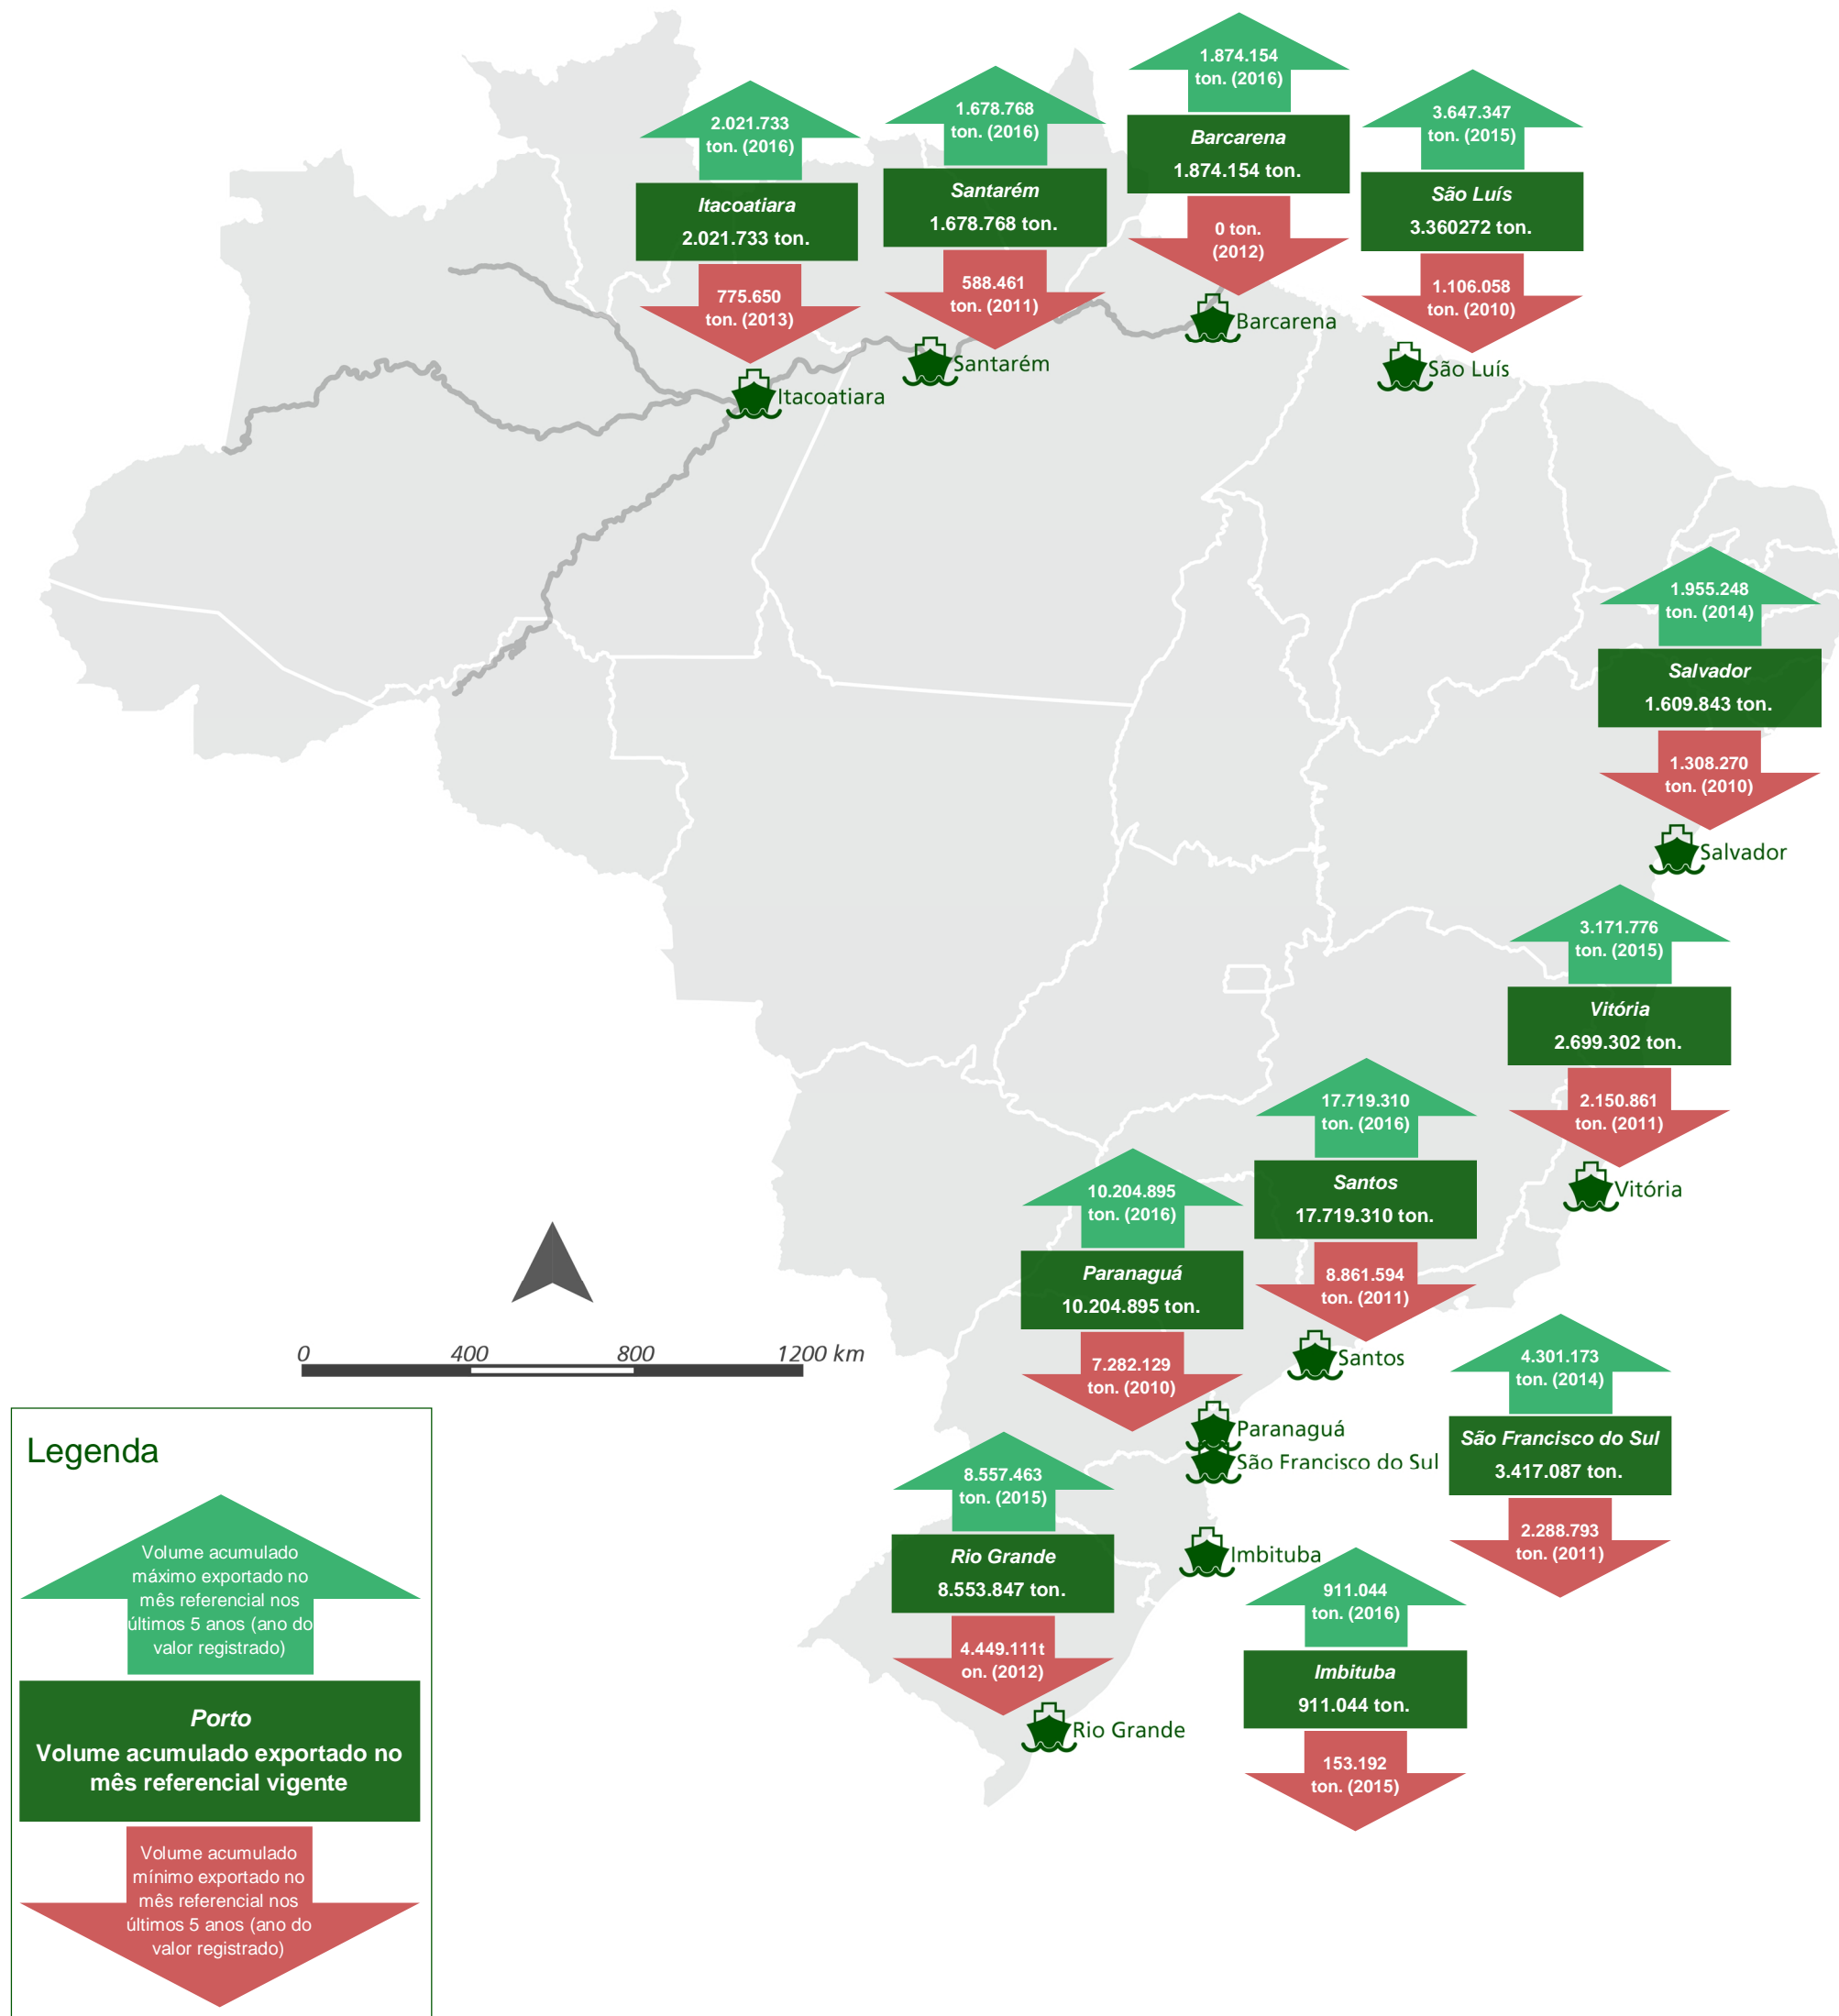 1.874.154
ton. (2016)
Barcarena
1.874.154 ton.
0 ton.
(2012)
Barcarena
3.647.347
ton. (2015)
São Luís
3.360272 ton.
1.106.058
ton. (2010)
São Luís
1.678.768
ton. (2016)
Santarém
1.678.768 ton.
588.461
ton. (2011)
Santarém
2.021.733
ton. (2016)
Itacoatiara
2.021.733 ton.
775.650
ton. (2013)
Itacoatiara
1.955.248
ton. (2014)
Salvador
1.609.843 ton.
1.308.270
ton. (2010)
Salvador
3.171.776
ton. (2015)
Vitória
2.699.302 ton.
2.150.861
ton. (2011)
Vitória
17.719.310
ton. (2016)
Santos
17.719.310 ton.
8.861.594
ton. (2011)
Santos
10.204.895
ton. (2016)
Paranaguá
10.204.895 ton.
7.282.129
ton. (2010)
Paranaguá
São Francisco do Sul
4.301.173
ton. (2014)
São Francisco do Sul
3.417.087 ton.
2.288.793
ton. (2011)
8.557.463
ton. (2015)
Rio Grande
8.553.847 ton.
4.449.111t
on. (2012)
Rio Grande
Imbituba
911.044
ton. (2016)
Imbituba
911.044 ton.
153.192
ton. (2015)
0 400 800 1200 km
Legenda
Volume acumulado
máximo exportado no
mês referencial nos
últimos 5 anos (ano do
valor registrado)
Porto
Volume acumulado exportado no
mês referencial vigente
Volume acumulado
mínimo exportado no
mês referencial nos
últimos 5 anos (ano do
valor registrado)